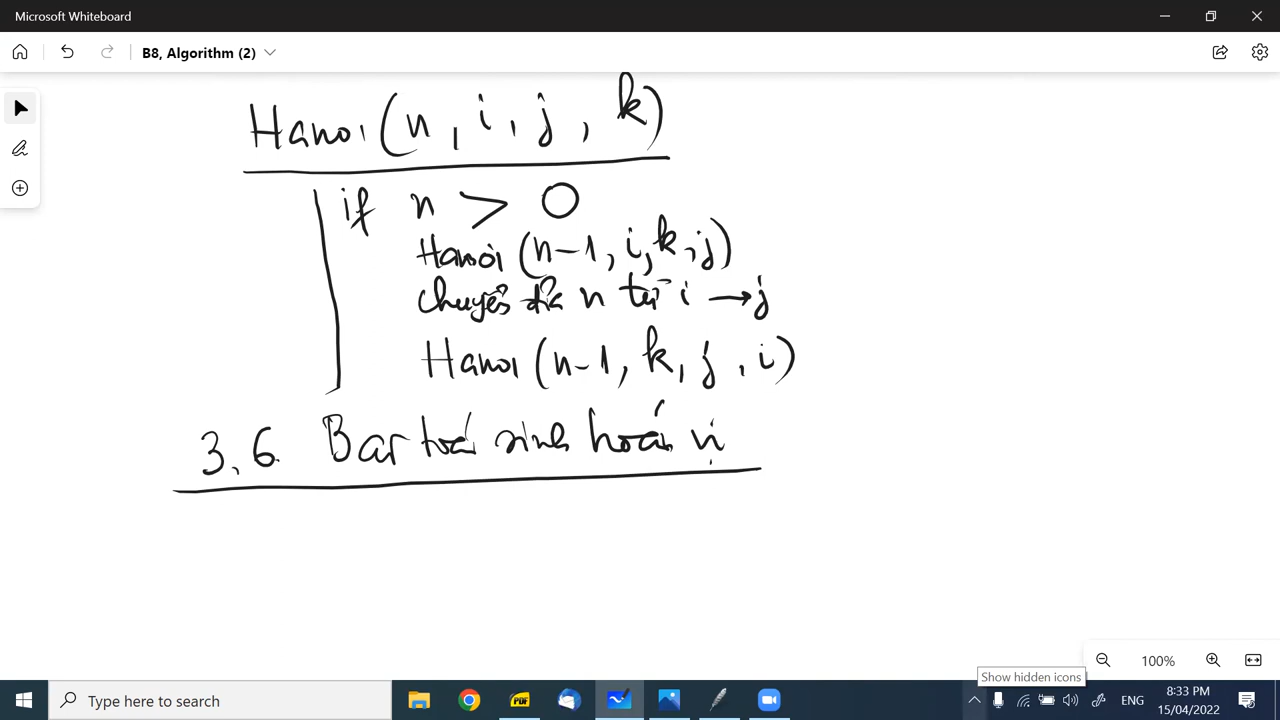 Microsoft Whiteboard
B8, Algorithm (2)
Hanoi(n, i, j, k)
if n > 0
Hanoi(n-1, i, k, j)
chuyển đĩa n từ i → j
Hanoi(n-1, k, j, i)
3.6. Bài toán sinh hoán vị
100%
Show hidden icons
Type here to search
PDF
ENG
8:33 PM
15/04/2022